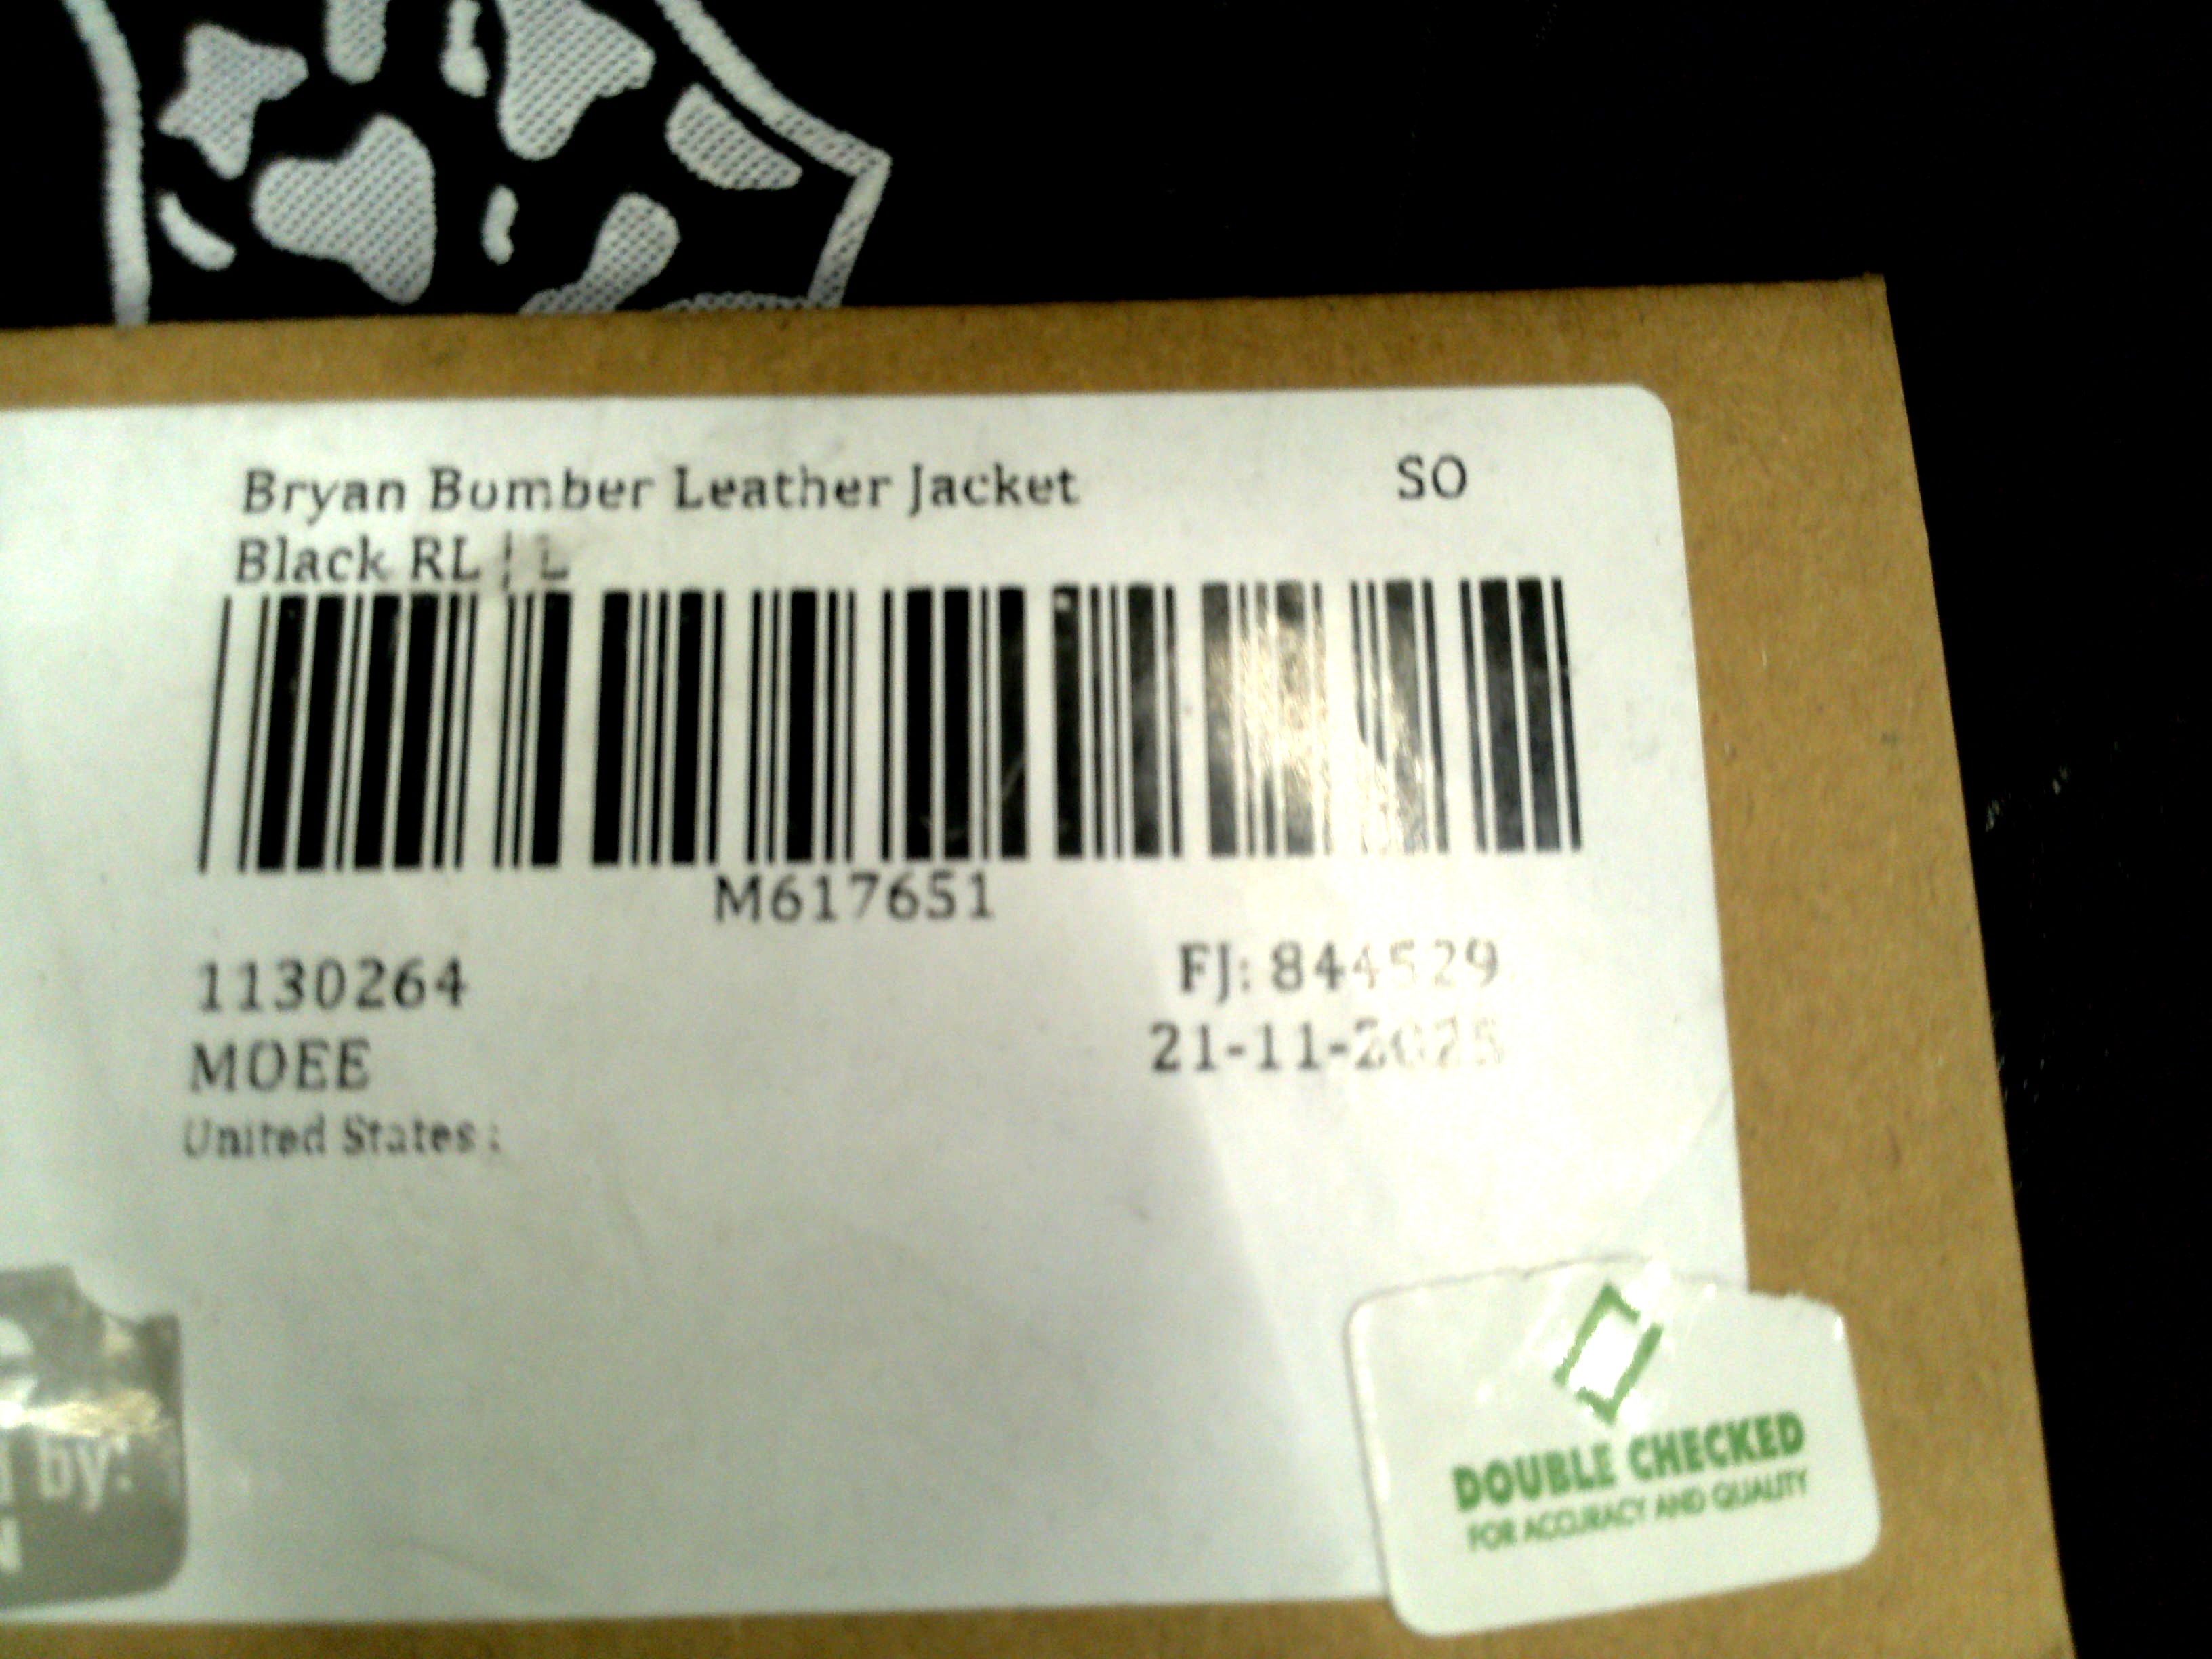 Bryan Bomber Leather Jacket SO
Black RL | L
M617651
1130264 FJ: 844529
MOEE 21-11-2025
United States :
by:
N
DOUBLE CHECKED
FOR ACCURACY AND QUALITY